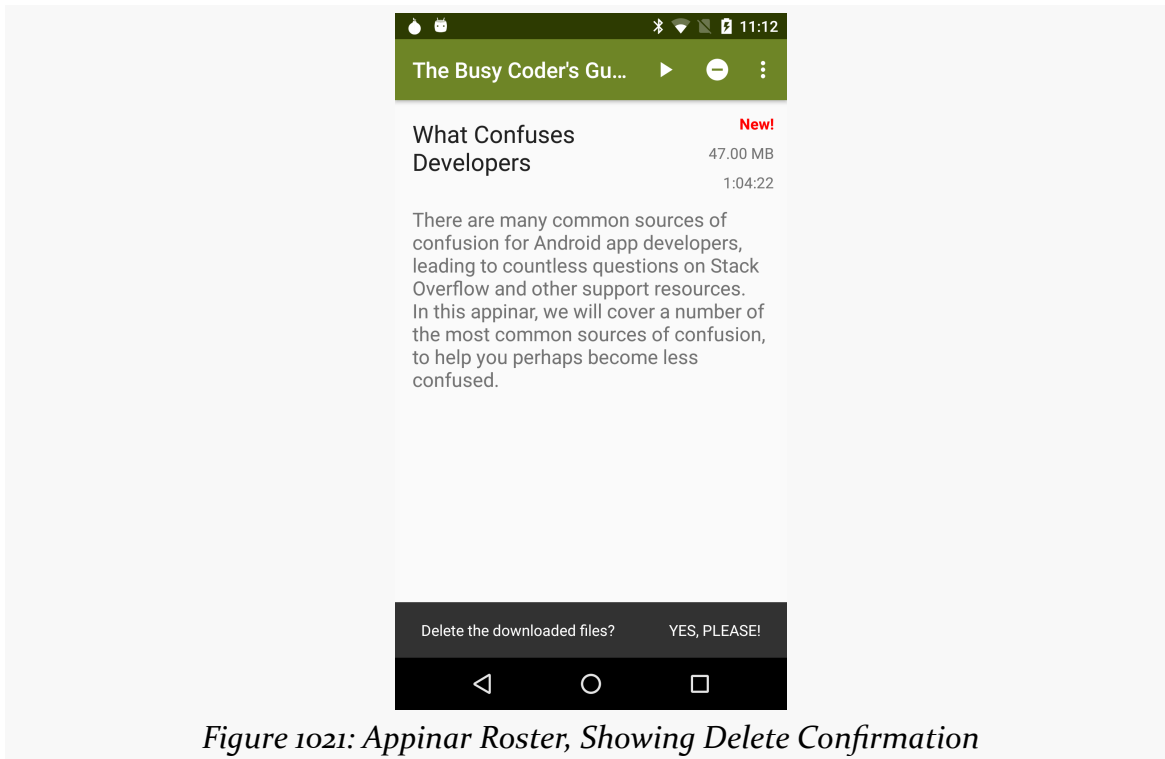 11:12
The Busy Coder's Gu...
What Confuses
Developers
New!
47.00 MB
1:04:22
There are many common sources of
confusion for Android app developers,
leading to countless questions on Stack
Overflow and other support resources.
In this appinar, we will cover a number of
the most common sources of confusion,
to help you perhaps become less
confused.
Delete the downloaded files? YES, PLEASE!
Figure 1021: Appinar Roster, Showing Delete Confirmation